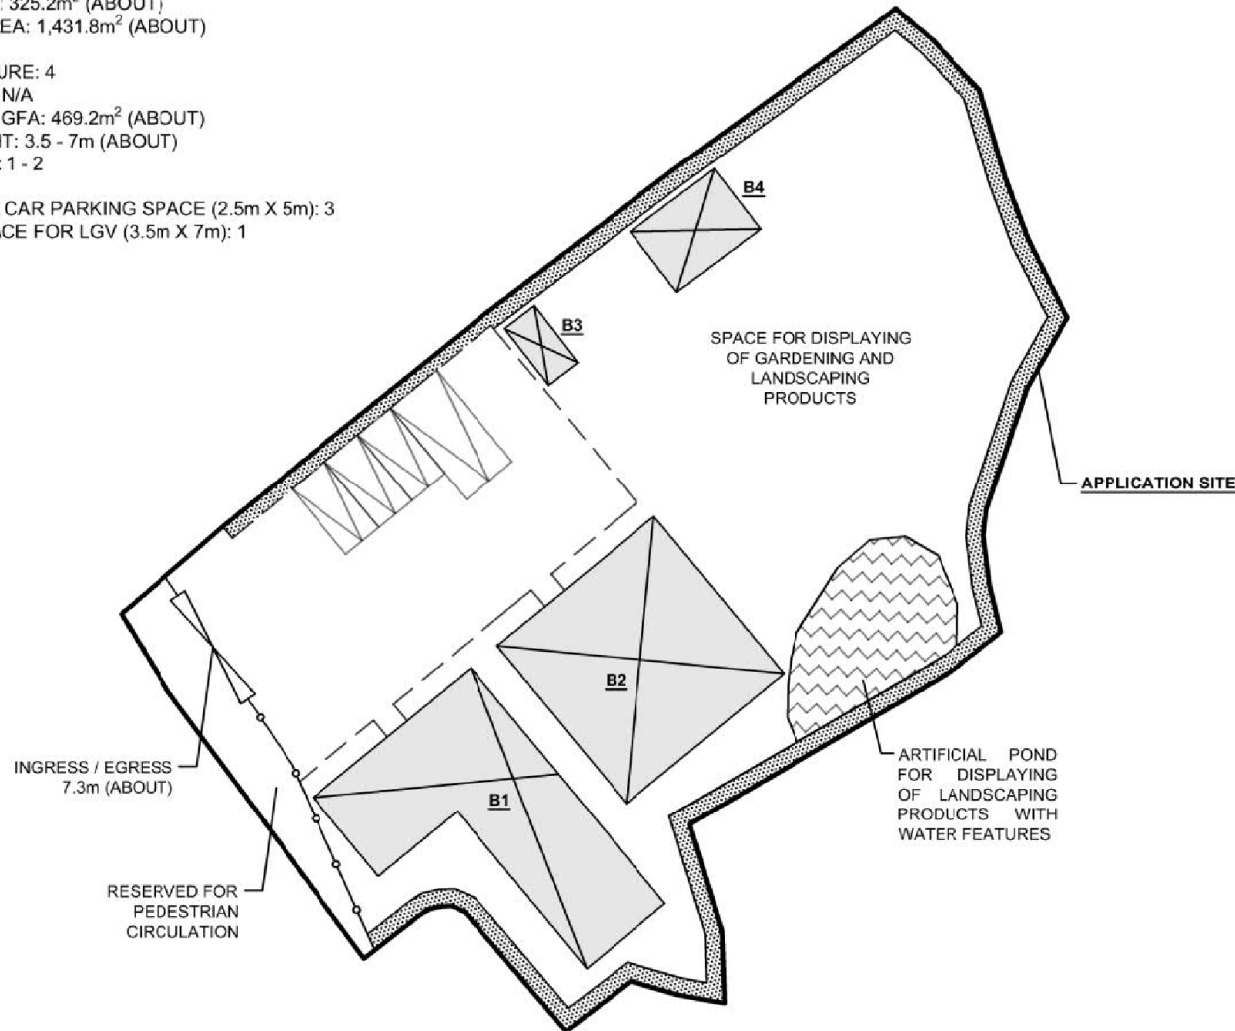 : 325.2m² (ABOUT)
EA: 1,431.8m² (ABOUT)
URE: 4
N/A
GFA: 469.2m² (ABOUT)
IT: 3.5 - 7m (ABOUT)
: 1 - 2
CAR PARKING SPACE (2.5m X 5m): 3
ACE FOR LGV (3.5m X 7m): 1
B4
B3
SPACE FOR DISPLAYING
OF GARDENING AND
LANDSCAPING
PRODUCTS
APPLICATION SITE
B2
B1
INGRESS / EGRESS
7.3m (ABOUT)
ARTIFICIAL POND
FOR DISPLAYING
OF LANDSCAPING
PRODUCTS WITH
WATER FEATURES
RESERVED FOR
PEDESTRIAN
CIRCULATION